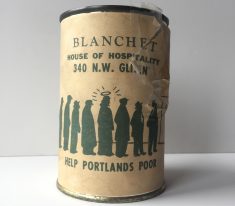 BLANCHET
HOUSE OF HOSPITALITY
340 N.W. GLISAN
HELP PORTLANDS POOR